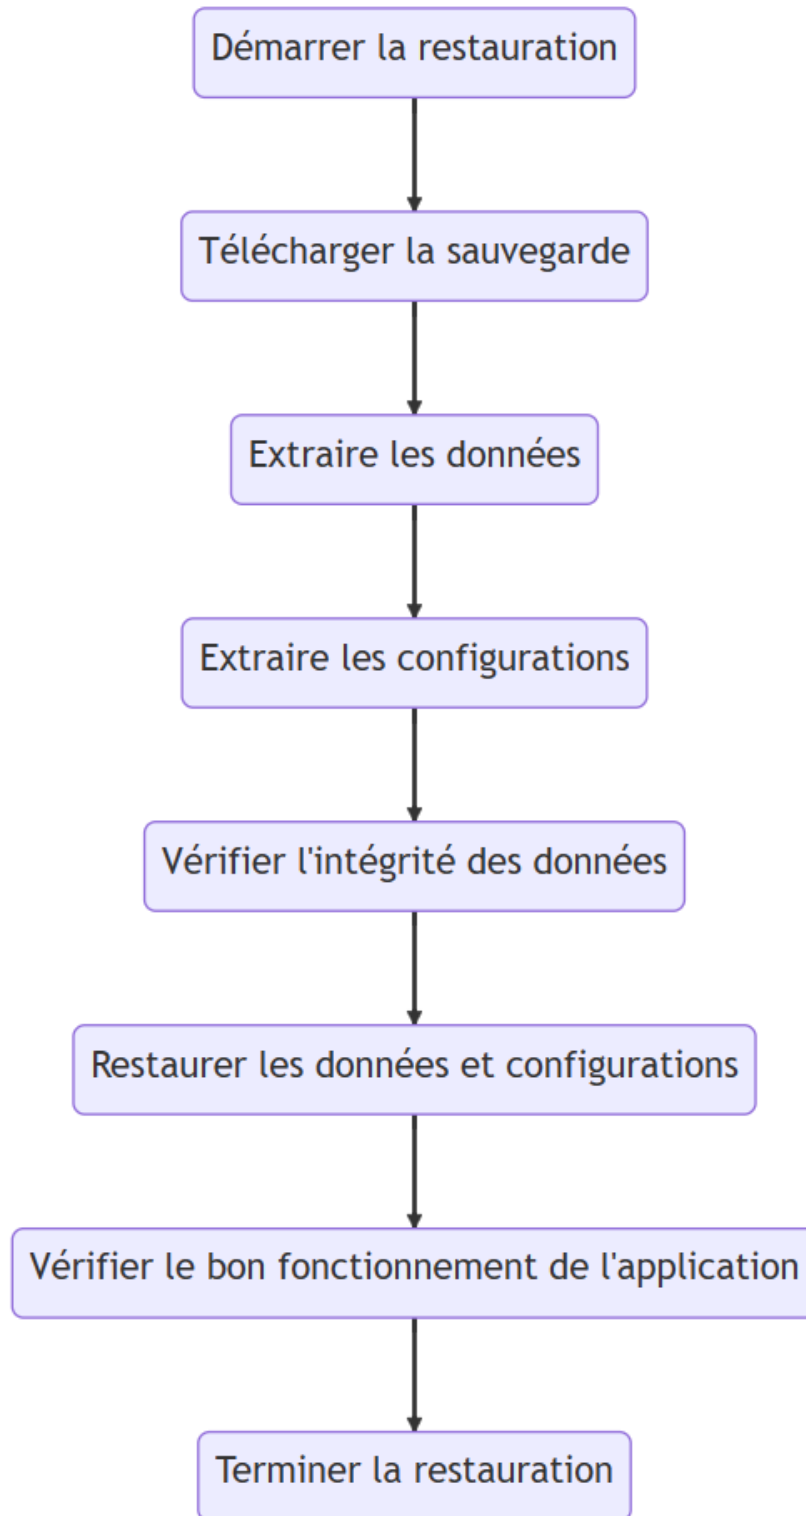 Démarrer la restauration
Télécharger la sauvegarde
Extraire les données
Extraire les configurations
Vérifier l'intégrité des données
Restaurer les données et configurations
Vérifier le bon fonctionnement de l'application
Terminer la restauration